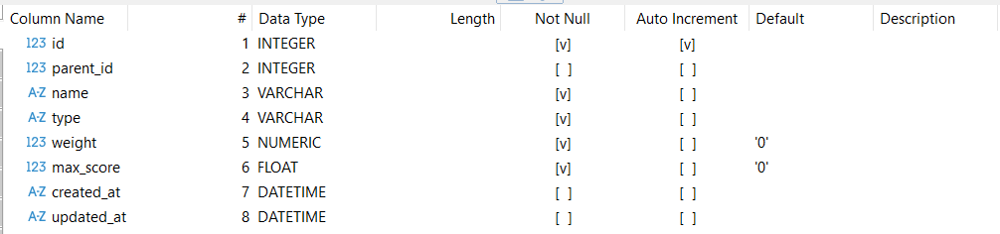 Column Name # Data Type Length Not Null Auto Increment Default Description
123 id 1 INTEGER [v] [v]
123 parent_id 2 INTEGER [ ] [ ]
A-Z name 3 VARCHAR [v] [ ]
A-Z type 4 VARCHAR [v] [ ]
123 weight 5 NUMERIC [v] [ ] '0'
123 max_score 6 FLOAT [v] [ ] '0'
A-Z created_at 7 DATETIME [ ] [ ]
A-Z updated_at 8 DATETIME [ ] [ ]